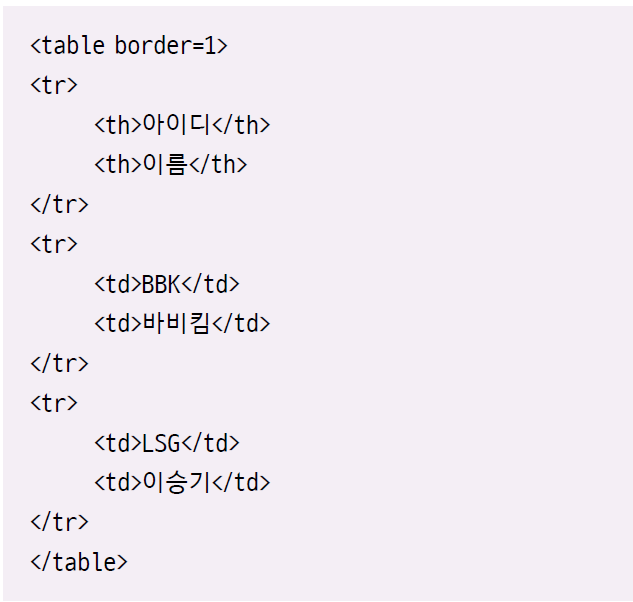 <table border=1>
<tr>
<th>아이디</th>
<th>이름</th>
</tr>
<tr>
<td>BBK</td>
<td>바비킴</td>
</tr>
<tr>
<td>LSG</td>
<td>이승기</td>
</tr>
</table>